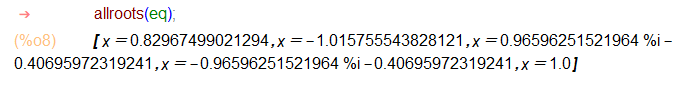 → allroots(eq);
(%o8) [x=0.82967499021294,x=-1.015755543828121,x=0.96596251521964 %i-
0.40695972319241,x=-0.96596251521964 %i-0.40695972319241,x=1.0]